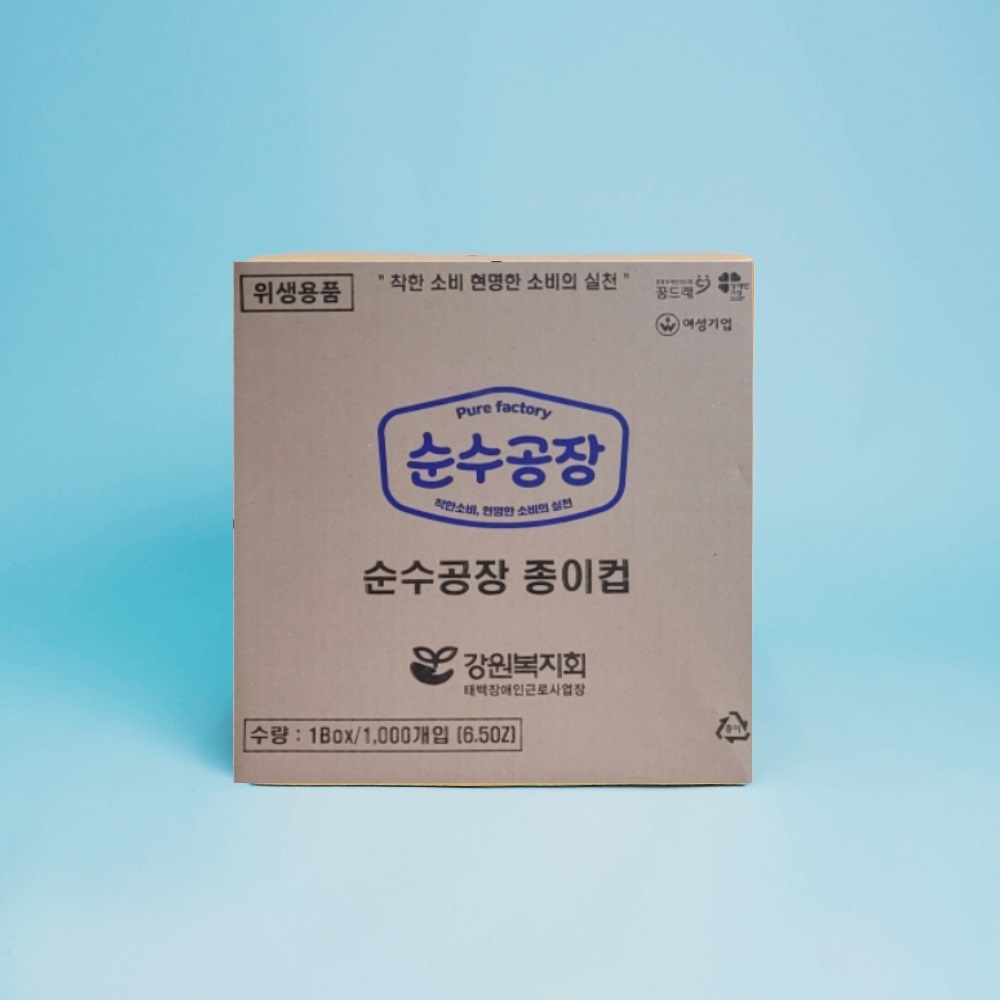 위생용품
" 착한 소비 현명한 소비의 실천 "
꿈드래
여성기업
Pure factory
순수공장
착한소비, 현명한 소비의 실천
순수공장 종이컵
강원복지회
태백장애인근로사업장
수량 : 1Box/1,000개입 (6.5OZ)
종이